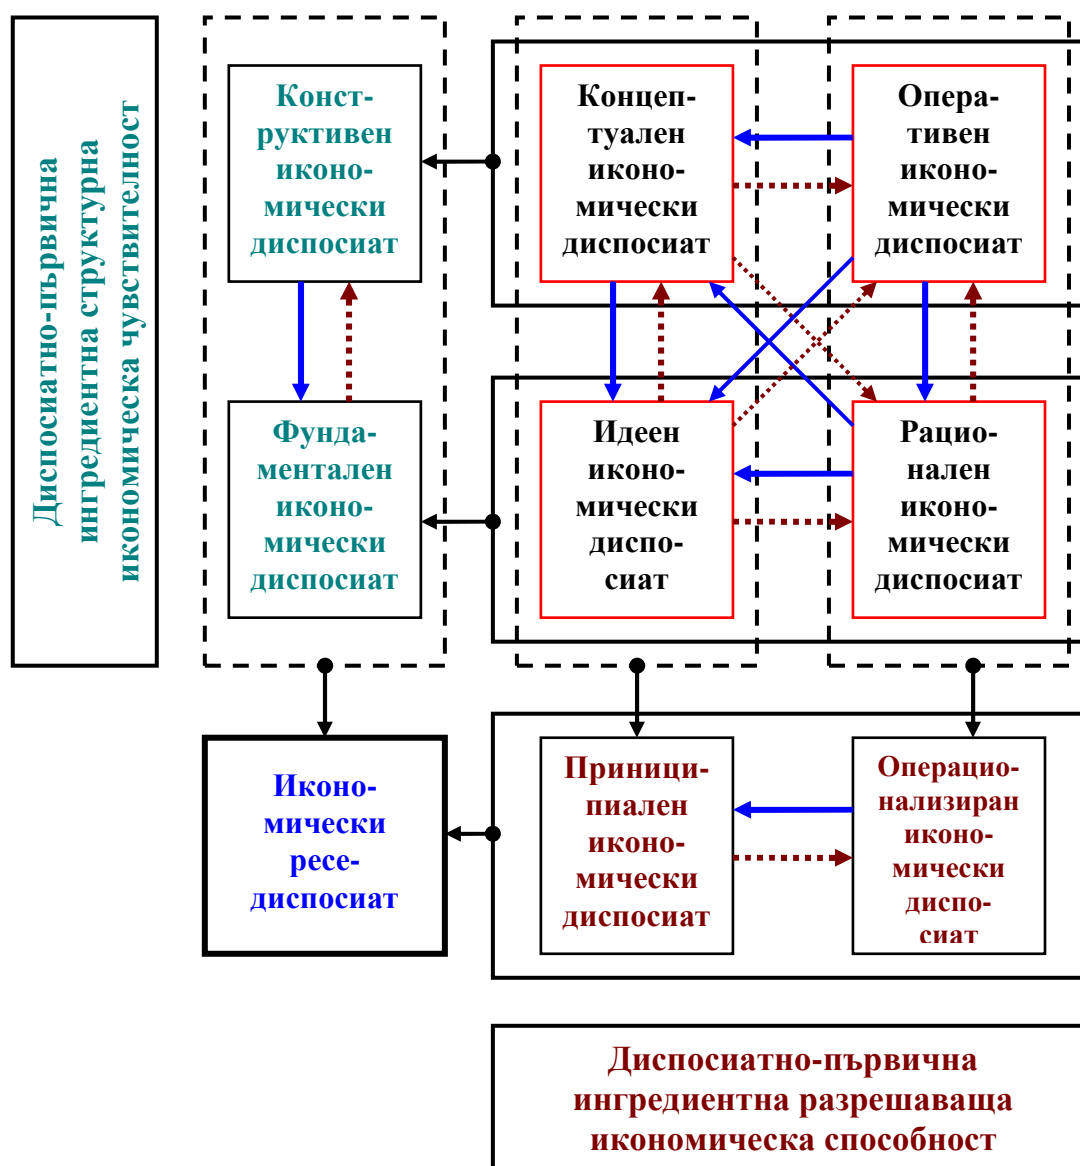 Диспосиатно-първична
ингредиентна структурна
икономическа чувствителност
Конст-
руктивен
иконо-
мически
диспосиат
Концеп-
туален
иконо-
мически
диспосиат
Опера-
тивен
иконо-
мически
диспосиат
Фунда-
ментален
иконо-
мически
диспосиат
Идеен
иконо-
мически
диспо-
сиат
Рацио-
нален
иконо-
мически
диспосиат
Иконо-
мически
ресе-
диспосиат
Приници-
пиален
иконо-
мически
диспосиат
Операцио-
нализиран
иконо-
мически
диспо-
сиат
Диспосиатно-първична
ингредиентна разрешаваща
икономическа способност